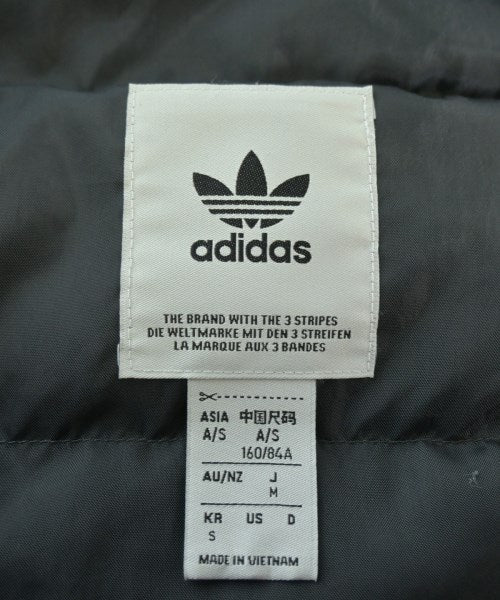 adidas
THE BRAND WITH THE 3 STRIPES
DIE WELTMARKE MIT DEN 3 STREIFEN
LA MARQUE AUX 3 BANDES
ASIA 中国尺码
A/S A/S
160/84A
AU/NZ J
M
KR US D
S
MADE IN VIETNAM